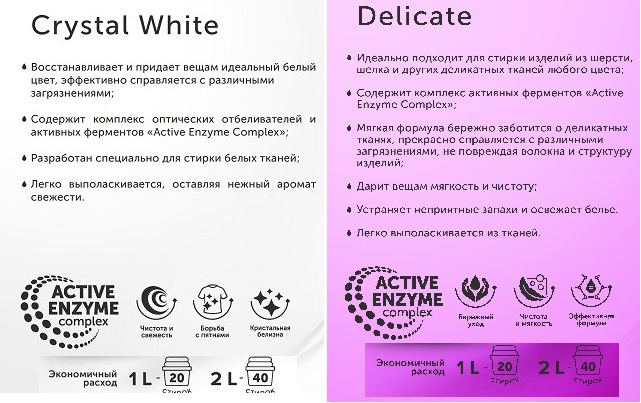 Crystal White
Восстанавливает и придает вещам идеальный белый
цвет, эффективно справляется с различными
загрязнениями;
Содержит комплекс оптических отбеливателей и
активных ферментов «Active Enzyme Complex»;
Разработан специально для стирки белых тканей;
Легко выполаскивается, оставляя нежный аромат
свежести.
ACTIVE
ENZYME
complex
Чистота и
свежесть
Борьба
с пятнами
Кристальная
белизна
Экономичный
расход
1 L - 20
2 L - 40
стирок
стирок
Delicate
Идеально подходит для стирки изделий из шерсти,
шелка и других деликатных тканей любого цвета;
Содержит комплекс активных ферментов «Active
Enzyme Complex»;
Мягкая формула бережно заботится о деликатных
тканях, прекрасно справляется с различными
загрязнениями, не повреждая волокна и структуру
изделий;
Дарит вещам мягкость и чистоту;
Устраняет неприятные запахи и освежает белье.
Легко выполаскивается из тканей.
ACTIVE
ENZYME
complex
Бережный
уход
Чистота
и мягкость
Эффективная
формула
Экономичный
расход
1 L - 20
2 L - 40
стирок
стирок